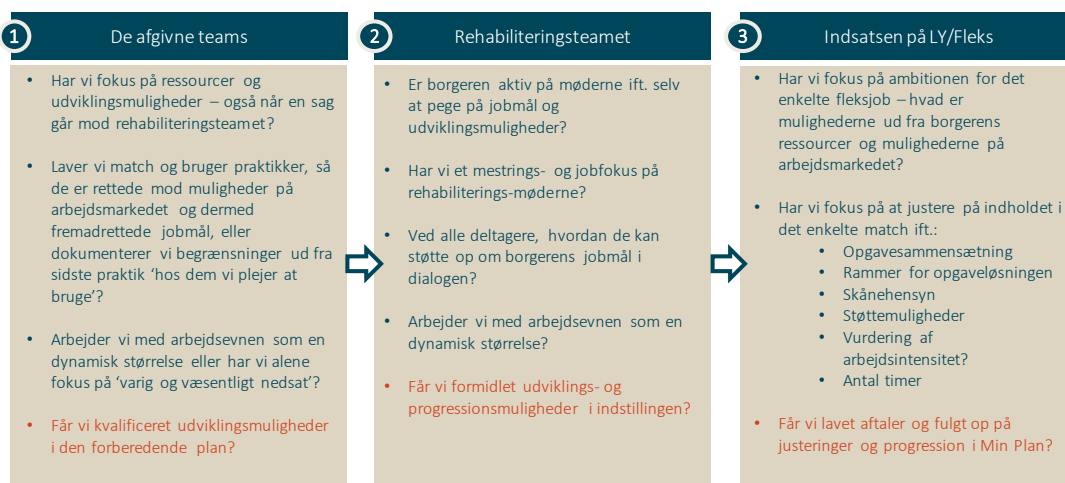 1
De afgivne teams
• Har vi fokus på ressourcer og
udviklingsmuligheder – også når en sag
går mod rehabiliteringsteamet?
• Laver vi match og bruger praktikker, så
de er rettede mod muligheder på
arbejdsmarkedet og dermed
fremadrettede jobmål, eller
dokumenterer vi begrænsninger ud fra
sidste praktik ‘hos dem vi plejer at
bruge’?
• Arbejder vi med arbejdsevnen som en
dynamisk størrelse eller har vi alene
fokus på ‘varig og væsentligt nedsat’?
• Får vi kvalificeret udviklingsmuligheder
i den forberedende plan?
2
Rehabiliteringsteamet
• Er borgeren aktiv på møderne ift. selv
at pege på jobmål og
udviklingsmuligheder?
• Har vi et mestrings- og jobfokus på
rehabiliterings-møderne?
• Ved alle deltagere, hvordan de kan
støtte op om borgerens jobmål i
dialogen?
• Arbejder vi med arbejdsevnen som en
dynamisk størrelse?
• Får vi formidlet udviklings- og
progressionsmuligheder i indstillingen?
3
Indsatsen på LY/Fleks
• Har vi fokus på ambitionen for det
enkelte fleksjob – hvad er
mulighederne ud fra borgerens
ressourcer og mulighederne på
arbejdsmarkedet?
• Har vi fokus på at justere på indholdet i
det enkelte match ift.:
• Opgavesammensætning
• Rammer for opgaveløsningen
• Skånehensyn
• Støttemuligheder
• Vurdering af
arbejdsintensitet?
• Antal timer
• Får vi lavet aftaler og fulgt op på
justeringer og progression i Min Plan?